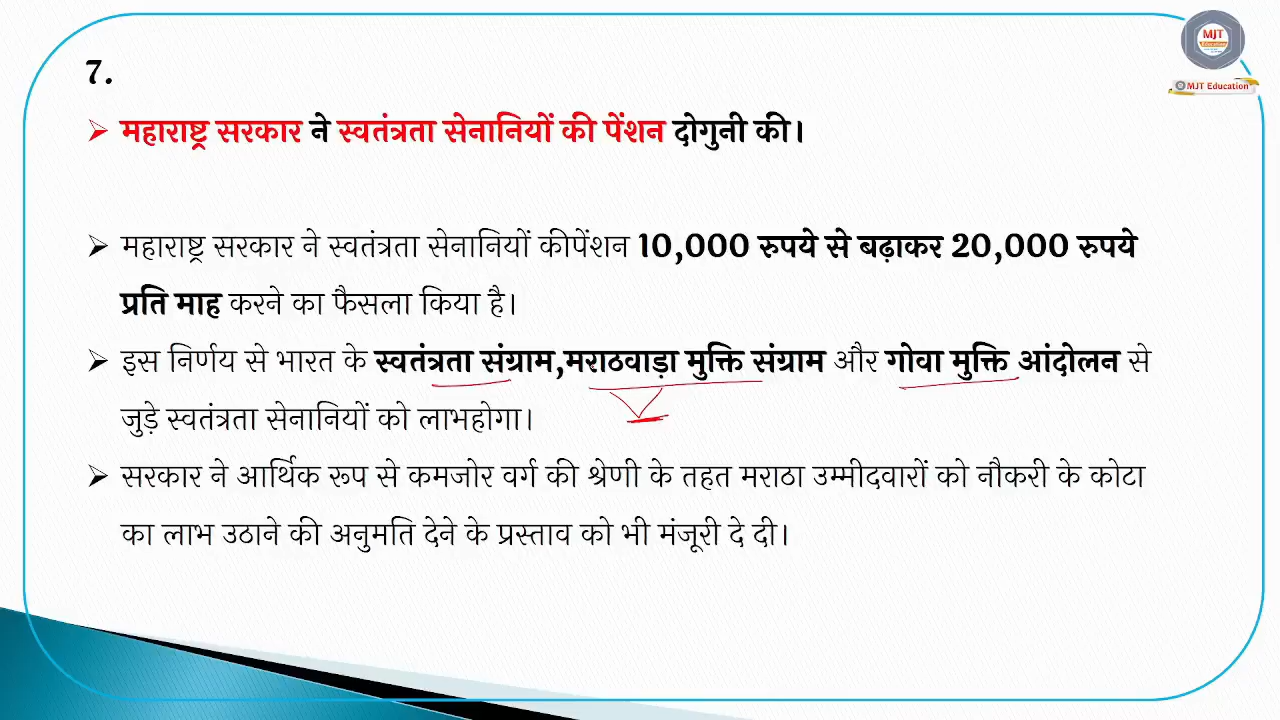 MJT
Education
MJT Education
7.
महाराष्ट्र सरकार ने स्वतंत्रता सेनानियों की पेंशन दोगुनी की।
महाराष्ट्र सरकार ने स्वतंत्रता सेनानियों कीपेंशन 10,000 रुपये से बढ़ाकर 20,000 रुपये
प्रति माह करने का फैसला किया है।
इस निर्णय से भारत के स्वतंत्रता संग्राम,मराठवाड़ा मुक्ति संग्राम और गोवा मुक्ति आंदोलन से
जुड़े स्वतंत्रता सेनानियों को लाभहोगा।
सरकार ने आर्थिक रूप से कमजोर वर्ग की श्रेणी के तहत मराठा उम्मीदवारों को नौकरी के कोटा
का लाभ उठाने की अनुमति देने के प्रस्ताव को भी मंजूरी दे दी।